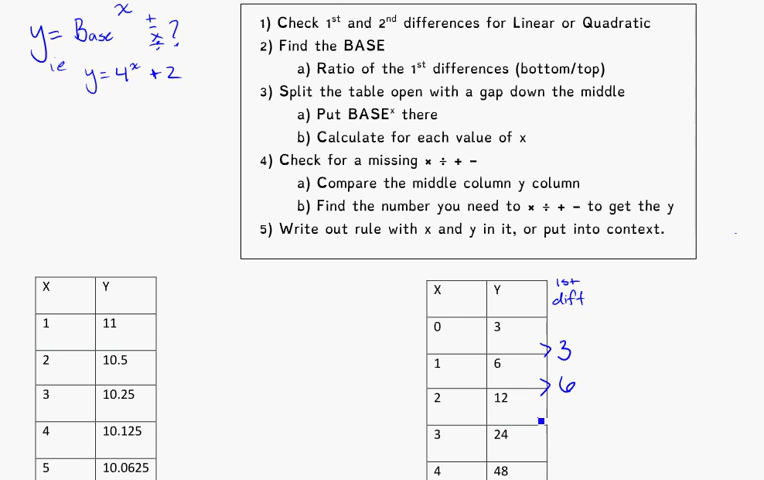 y = Base^x + - × ÷ ?
ie y = 4^x + 2
1) Check 1st and 2nd differences for Linear or Quadratic
2) Find the BASE
a) Ratio of the 1st differences (bottom/top)
3) Split the table open with a gap down the middle
a) Put BASEˣ there
b) Calculate for each value of x
4) Check for a missing × ÷ + −
a) Compare the middle column y column
b) Find the number you need to × ÷ + − to get the y
5) Write out rule with x and y in it, or put into context.
X Y
1 11
2 10.5
3 10.25
4 10.125
5 10.0625
1st
diff
X Y
0 3
> 3
1 6
> 6
2 12
3 24
4 48